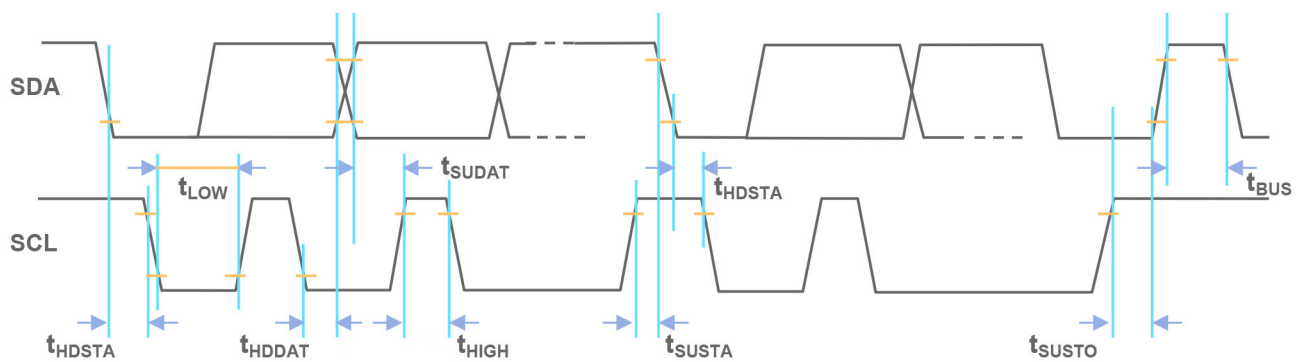 SDA
tSUDAT
tLOW
tHDSTA
tBUS
SCL
tHDSTA
tHDDAT
tHIGH
tSUSTA
tSUSTO